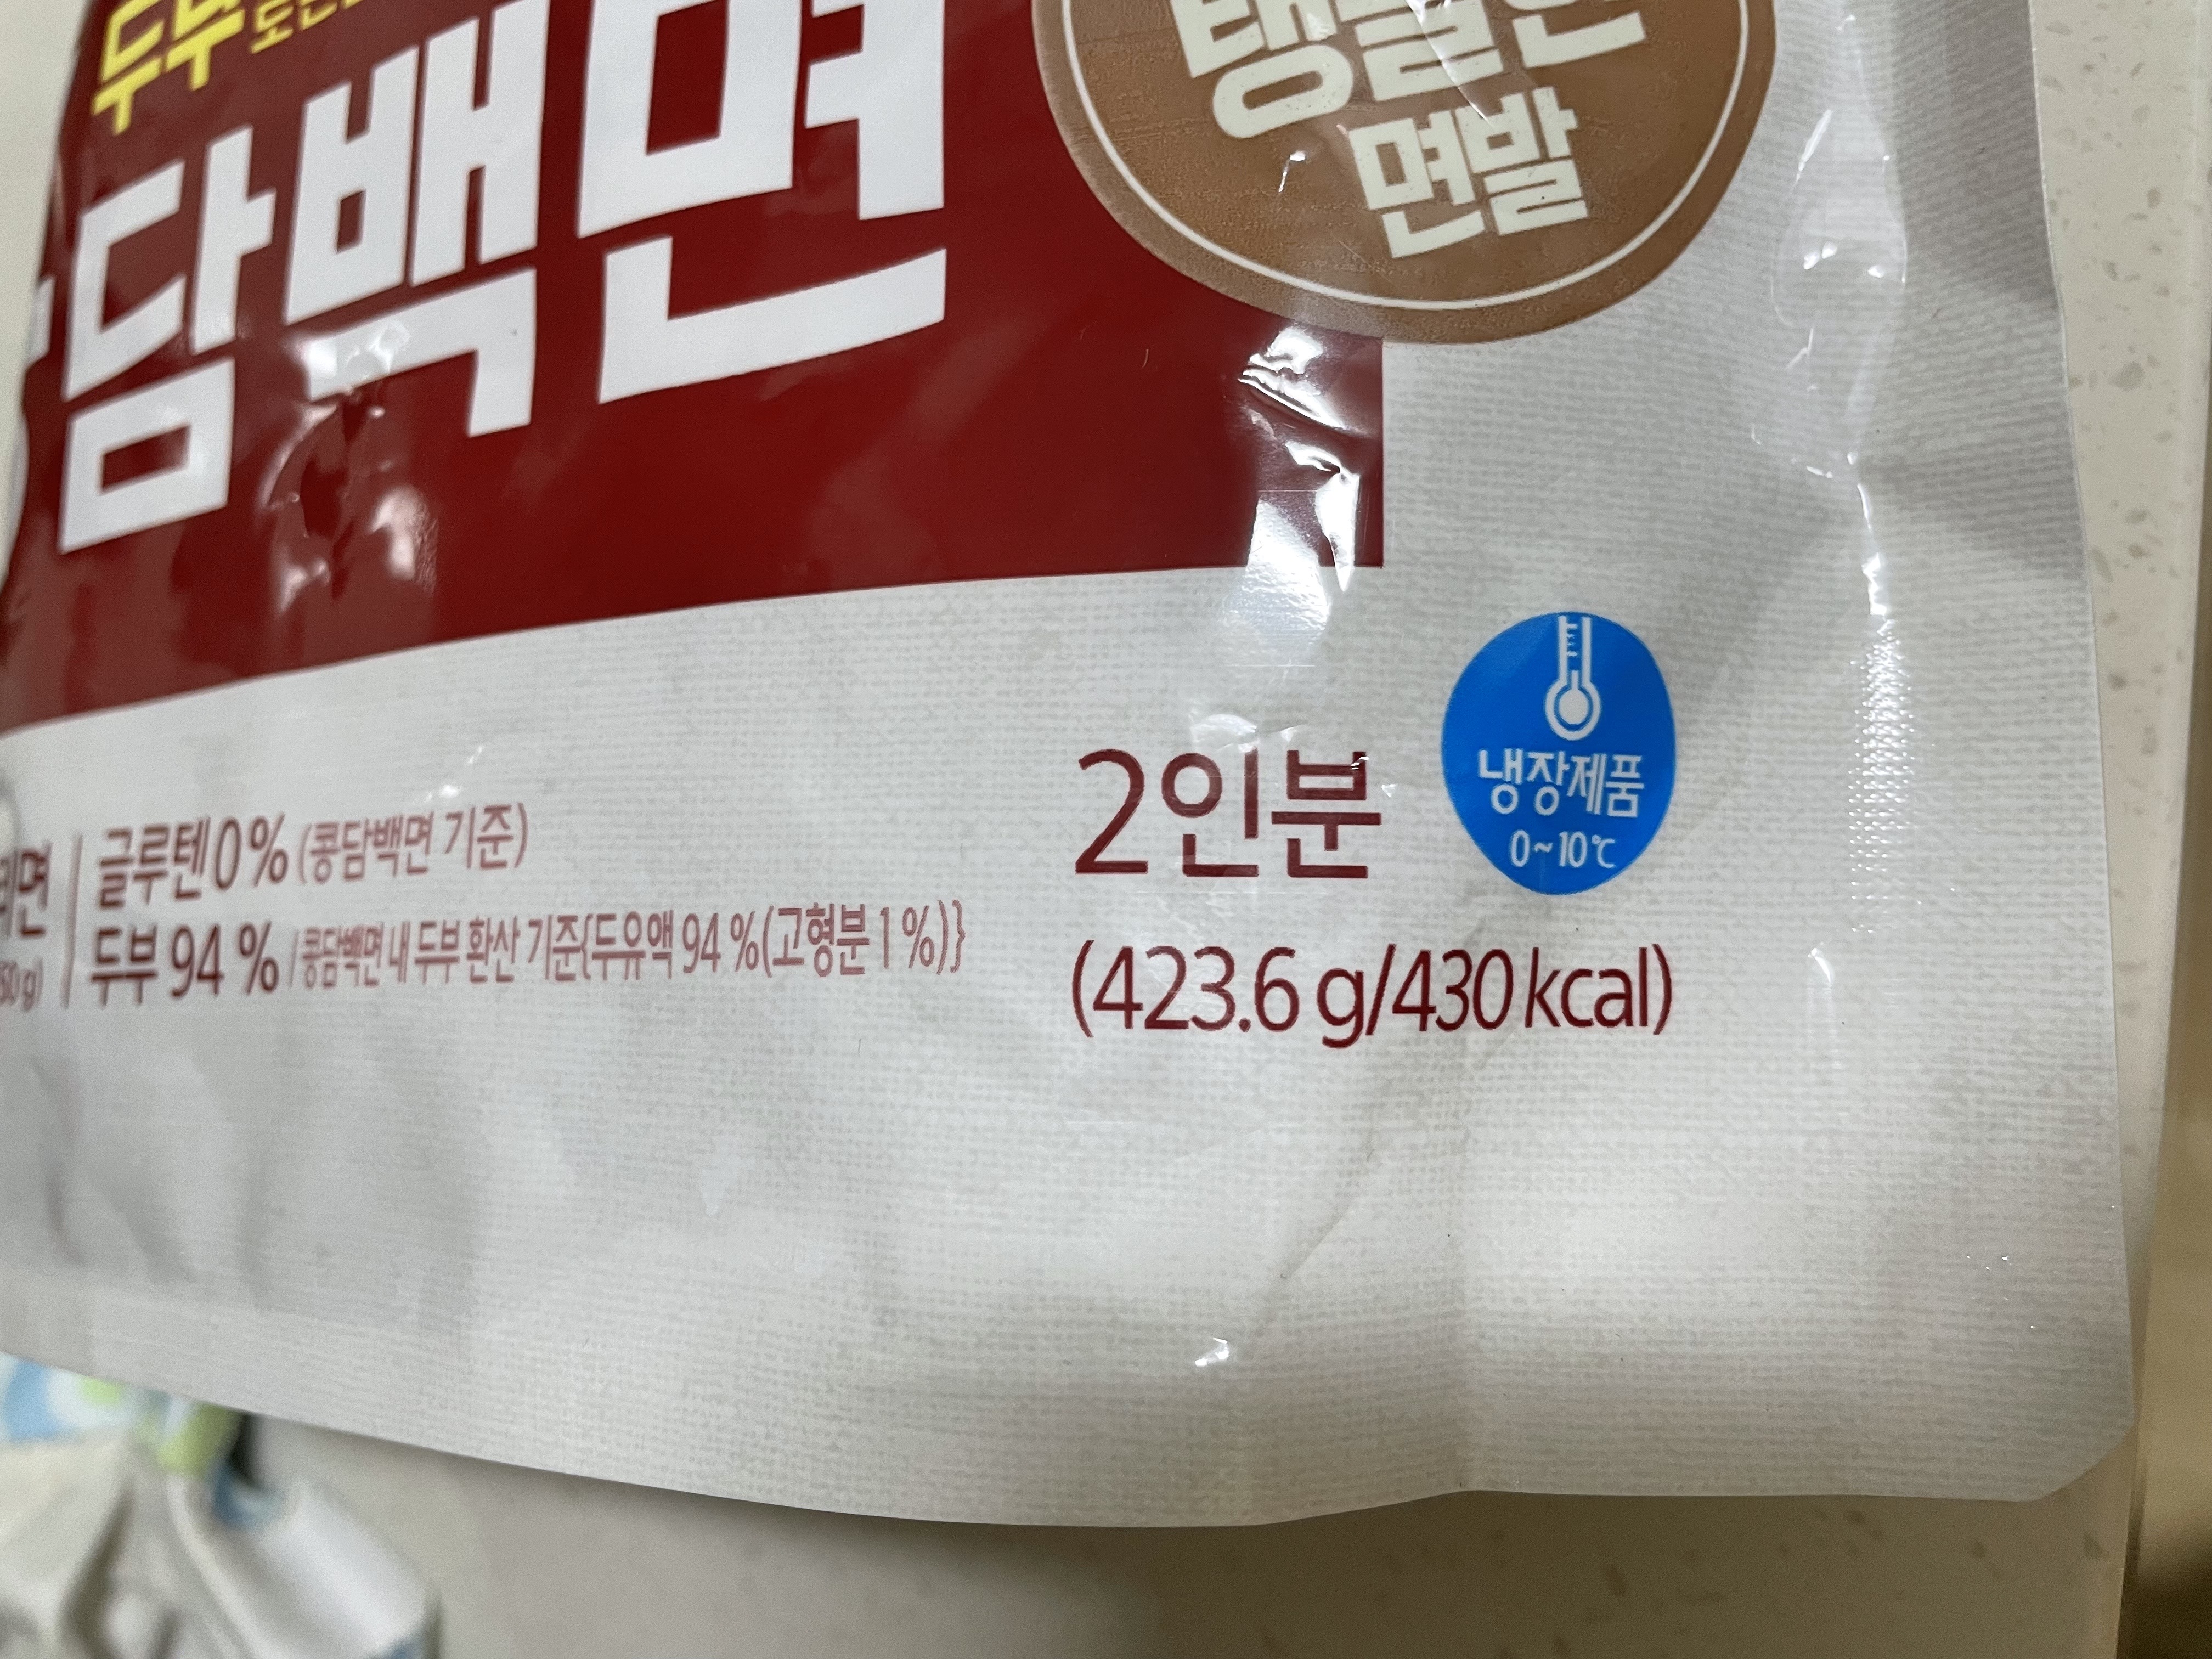 두부
담백면
면발
2인분
냉장제품
0~10℃
(423.6 g/430 kcal)
글루텐 0 % (콩담백면 기준)
두부 94 % / 콩담백면 내 두부 환산 기준{두유액 94 %(고형분 1 %)}